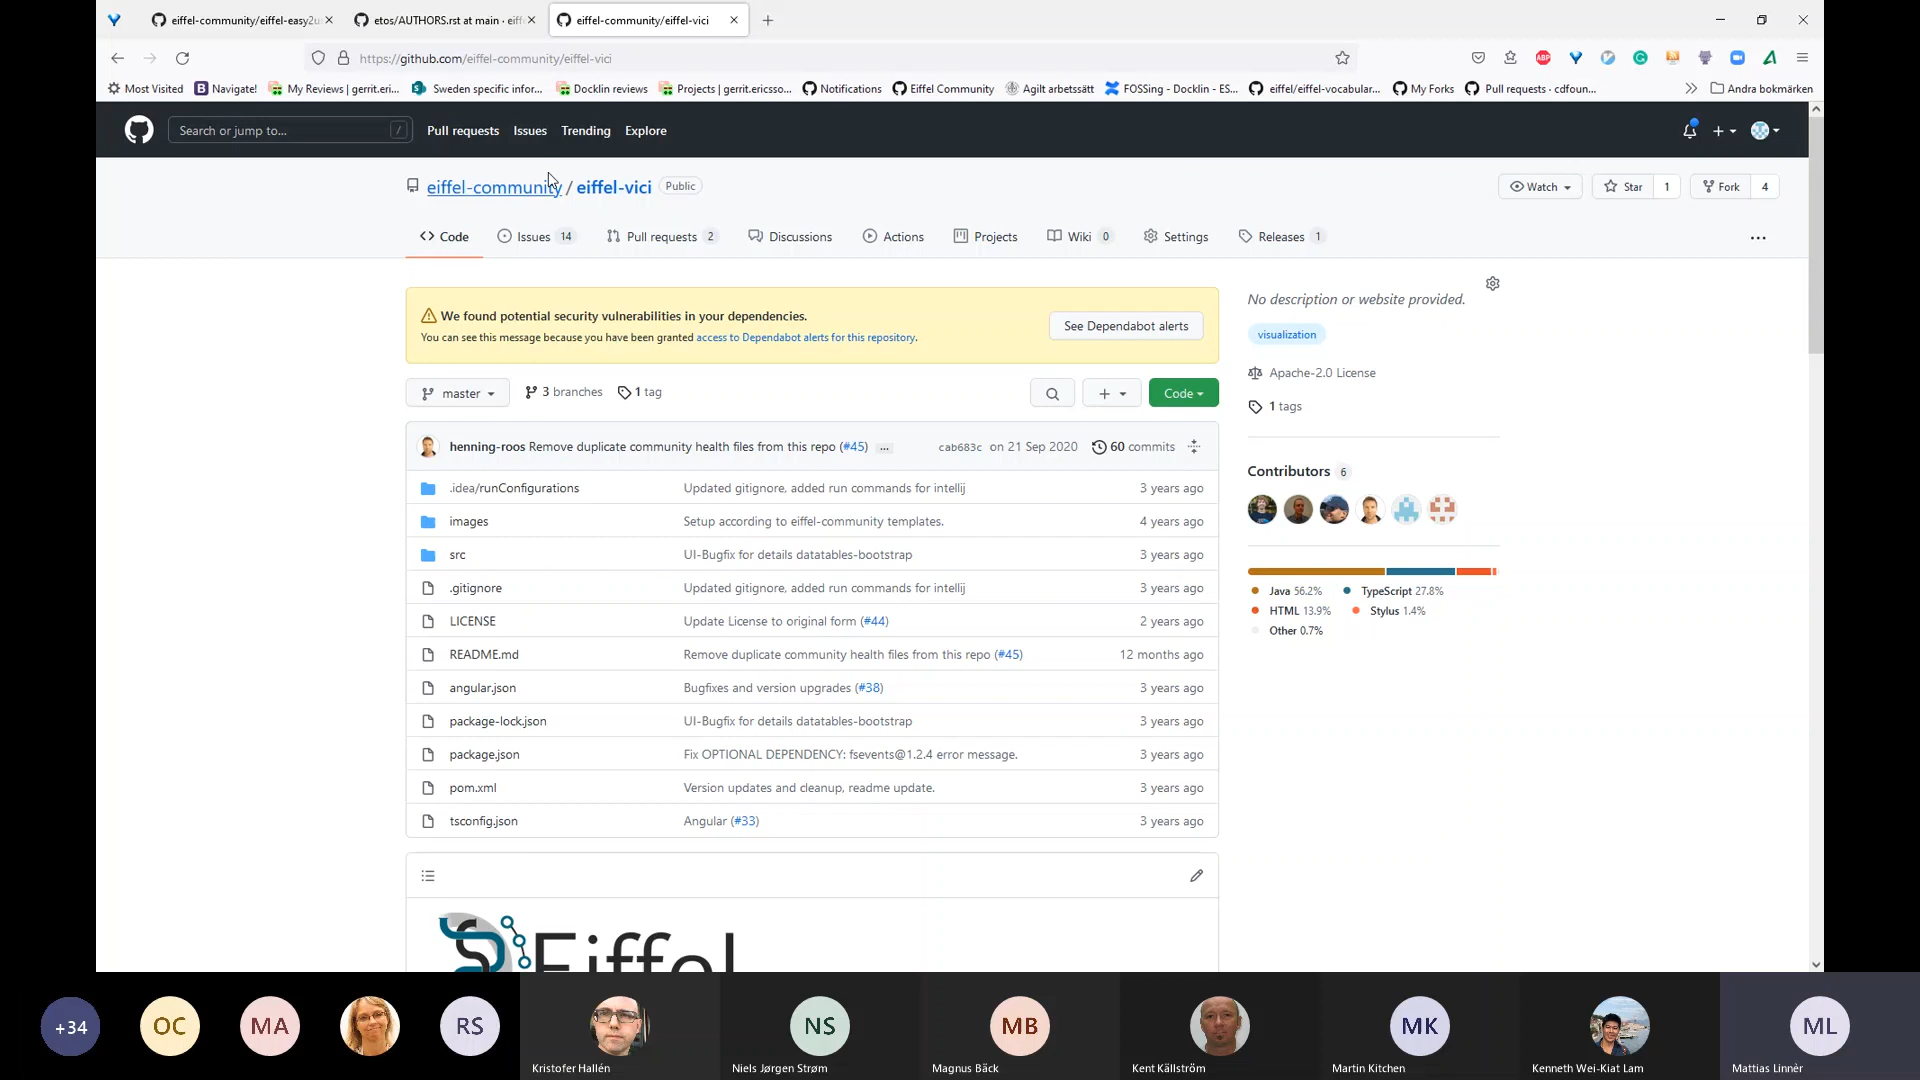 eiffel-community/eiffel-easy2u
etos/AUTHORS.rst at main · eiff
eiffel-community/eiffel-vici
https://github.com/eiffel-community/eiffel-vici
ABP
Most Visited
B Navigate!
My Reviews | gerrit.eri...
Sweden specific infor...
Docklin reviews
Projects | gerrit.ericsso...
Notifications
Eiffel Community
Agilt arbetssätt
FOSSing - Docklin - ES...
eiffel/eiffel-vocabular...
My Forks
Pull requests · cdfoun...
Andra bokmärken
Search or jump to... /
Pull requests
Issues
Trending
Explore
eiffel-community / eiffel-vici Public
Watch
Star 1
Fork 4
<> Code
Issues 14
Pull requests 2
Discussions
Actions
Projects
Wiki 0
Settings
Releases 1
...
We found potential security vulnerabilities in your dependencies.
You can see this message because you have been granted access to Dependabot alerts for this repository.
See Dependabot alerts
No description or website provided.
visualization
Apache-2.0 License
1 tags
master
3 branches
1 tag
Code
henning-roos Remove duplicate community health files from this repo (#45) ...
cab683c on 21 Sep 2020
60 commits
.idea/runConfigurations Updated gitignore, added run commands for intellij 3 years ago
images Setup according to eiffel-community templates. 4 years ago
src UI-Bugfix for details datatables-bootstrap 3 years ago
.gitignore Updated gitignore, added run commands for intellij 3 years ago
LICENSE Update License to original form (#44) 2 years ago
README.md Remove duplicate community health files from this repo (#45) 12 months ago
angular.json Bugfixes and version upgrades (#38) 3 years ago
package-lock.json UI-Bugfix for details datatables-bootstrap 3 years ago
package.json Fix OPTIONAL DEPENDENCY: fsevents@1.2.4 error message. 3 years ago
pom.xml Version updates and cleanup, readme update. 3 years ago
tsconfig.json Angular (#33) 3 years ago
Contributors 6
Java 56.2%
TypeScript 27.8%
HTML 13.9%
Stylus 1.4%
Other 0.7%
Eiffel
+34
OC
MA
RS
NS
MB
MK
ML
Kristofer Hallén
Niels Jørgen Strøm
Magnus Bäck
Kent Källström
Martin Kitchen
Kenneth Wei-Kiat Lam
Mattias Linnèr